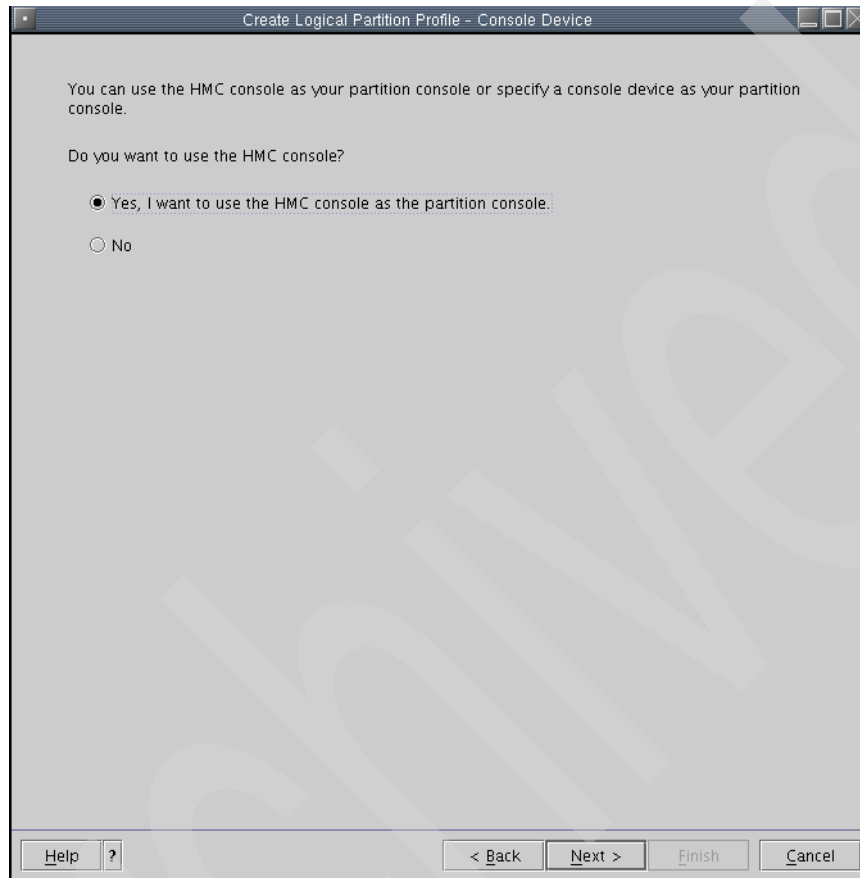 Create Logical Partition Profile - Console Device
You can use the HMC console as your partition console or specify a console device as your partition
console.
Do you want to use the HMC console?
Yes, I want to use the HMC console as the partition console.
No
Help ? < Back Next > Finish Cancel